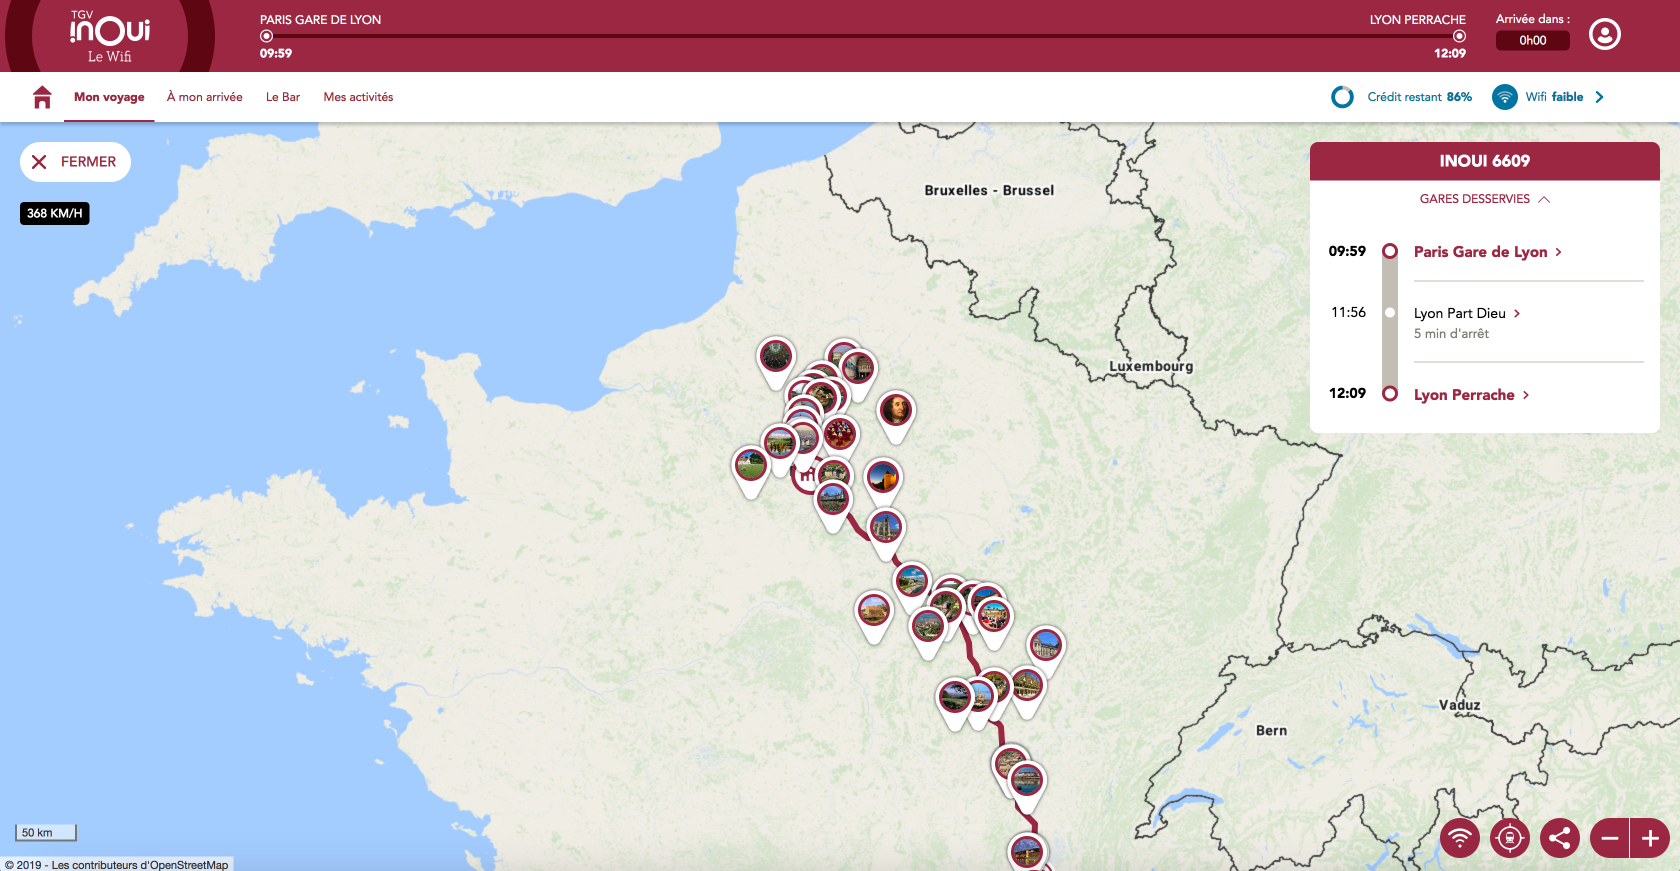 TGV
inOui
Le Wifi
PARIS GARE DE LYON
09:59
LYON PERRACHE
12:09
Arrivée dans :
0h00
Mon voyage
À mon arrivée
Le Bar
Mes activités
Crédit restant 86%
Wifi faible
FERMER
368 KM/H
Bruxelles - Brussel
Luxembourg
Bern
Vaduz
INOUI 6609
GARES DESSERVIES
09:59 Paris Gare de Lyon
11:56 Lyon Part Dieu
5 min d'arrêt
12:09 Lyon Perrache
50 km
© 2019 - Les contributeurs d'OpenStreetMap